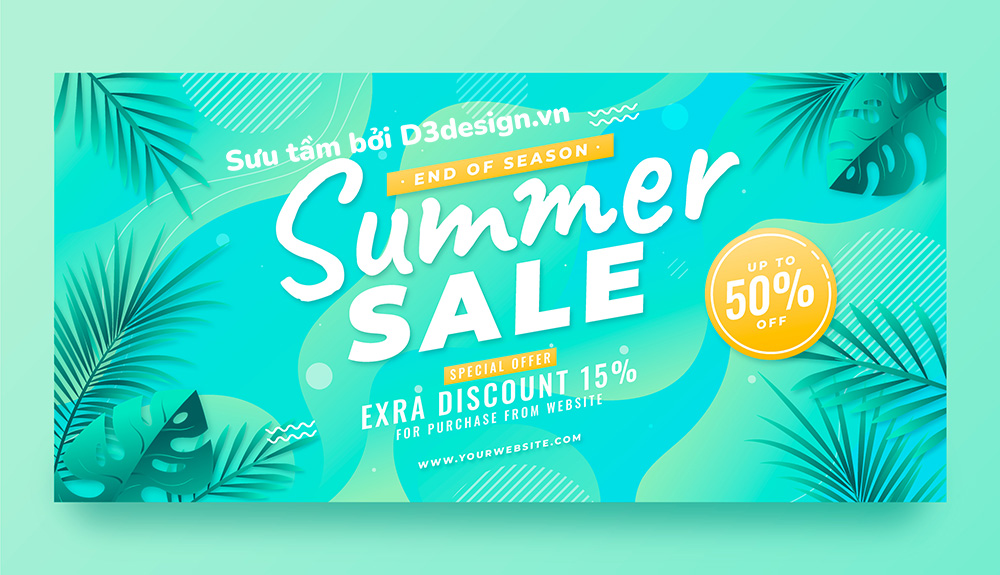 Sưu tầm bởi D3design.vn
· END OF SEASON ·
Summer
SALE
UP TO
50%
OFF
SPECIAL OFFER
EXRA DISCOUNT 15%
FOR PURCHASE FROM WEBSITE
WWW.YOURWEBSITE.COM